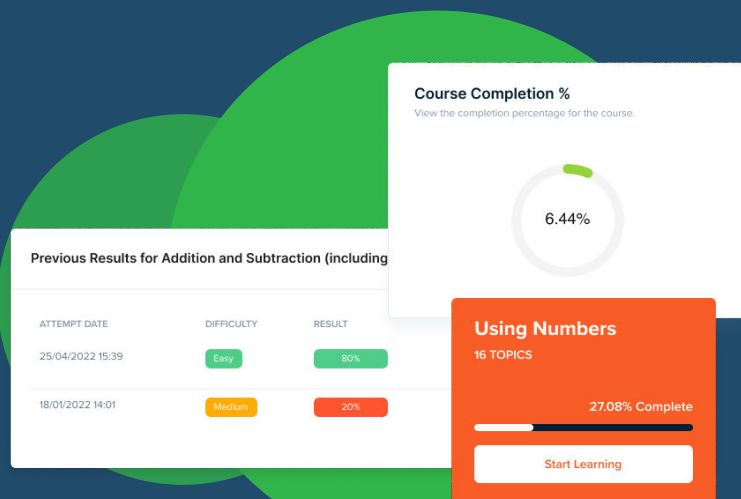 Course Completion %
View the completion percentage for the course.
6.44%
Previous Results for Addition and Subtraction (including
ATTEMPT DATE DIFFICULTY RESULT
25/04/2022 15:39 Easy 80%
18/01/2022 14:01 Medium 20%
Using Numbers
16 TOPICS
27.08% Complete
Start Learning